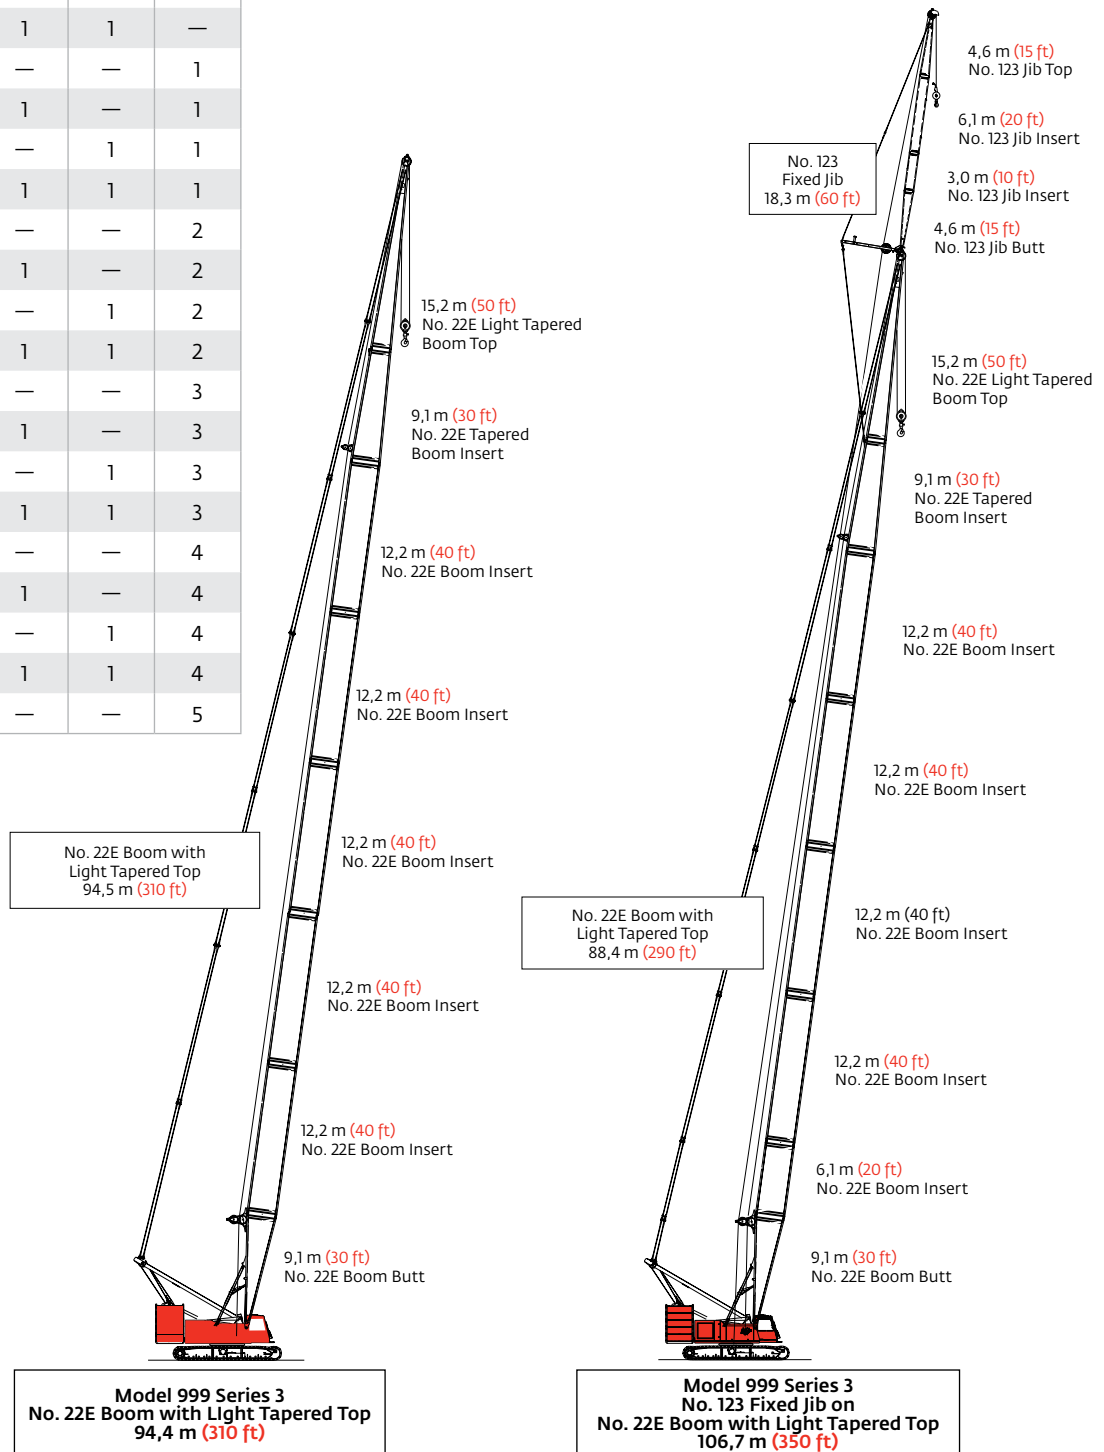 1 1 —
— — 1
1 — 1
— 1 1
1 1 1
— — 2
1 — 2
— 1 2
1 1 2
— — 3
1 — 3
— 1 3
1 1 3
— — 4
1 — 4
— 1 4
1 1 4
— — 5
15,2 m (50 ft)
No. 22E Light Tapered
Boom Top
9,1 m (30 ft)
No. 22E Tapered
Boom Insert
12,2 m (40 ft)
No. 22E Boom Insert
12,2 m (40 ft)
No. 22E Boom Insert
12,2 m (40 ft)
No. 22E Boom Insert
No. 22E Boom with
Light Tapered Top
94,5 m (310 ft)
12,2 m (40 ft)
No. 22E Boom Insert
12,2 m (40 ft)
No. 22E Boom Insert
9,1 m (30 ft)
No. 22E Boom Butt
Model 999 Series 3
No. 22E Boom with LIght Tapered Top
94,4 m (310 ft)
4,6 m (15 ft)
No. 123 Jib Top
6,1 m (20 ft)
No. 123 Jib Insert
No. 123
Fixed Jib
18,3 m (60 ft)
3,0 m (10 ft)
No. 123 Jib Insert
4,6 m (15 ft)
No. 123 Jib Butt
15,2 m (50 ft)
No. 22E Light Tapered
Boom Top
9,1 m (30 ft)
No. 22E Tapered
Boom Insert
12,2 m (40 ft)
No. 22E Boom Insert
12,2 m (40 ft)
No. 22E Boom Insert
12,2 m (40 ft)
No. 22E Boom Insert
No. 22E Boom with
Light Tapered Top
88,4 m (290 ft)
12,2 m (40 ft)
No. 22E Boom Insert
6,1 m (20 ft)
No. 22E Boom Insert
9,1 m (30 ft)
No. 22E Boom Butt
Model 999 Series 3
No. 123 Fixed Jib on
No. 22E Boom with Light Tapered Top
106,7 m (350 ft)